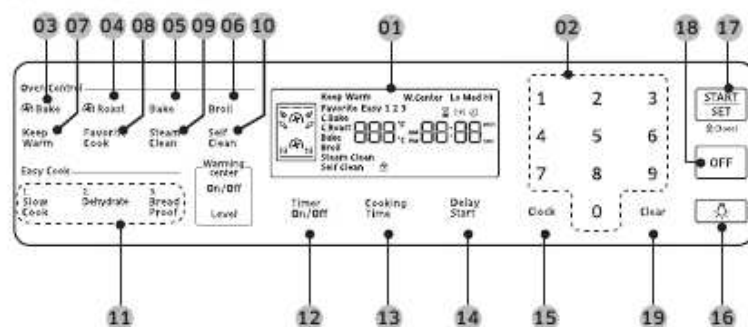 03 07 04 08 05 09 06 10 01 02 18 17
Oven Control
Bake Roast Bake Broil
Keep Warm
Favorite Cook
Steam Clean
Self Clean
Easy Cook
1. Slow Cook
2. Dehydrate
3. Bread Proof
Warming center
On/Off
Level
Keep Warm W.Center Lo Med Hi
Favorite Easy 1 2 3
C.Bake
C.Roast
Bake
Broil
Steam Clean
Self Clean
Timer On/Off
Cooking Time
Delay Start
1 2 3
4 5 6
7 8 9
Clock 0 Clear
START
SET
OFF
11 12 13 14 15 19 16